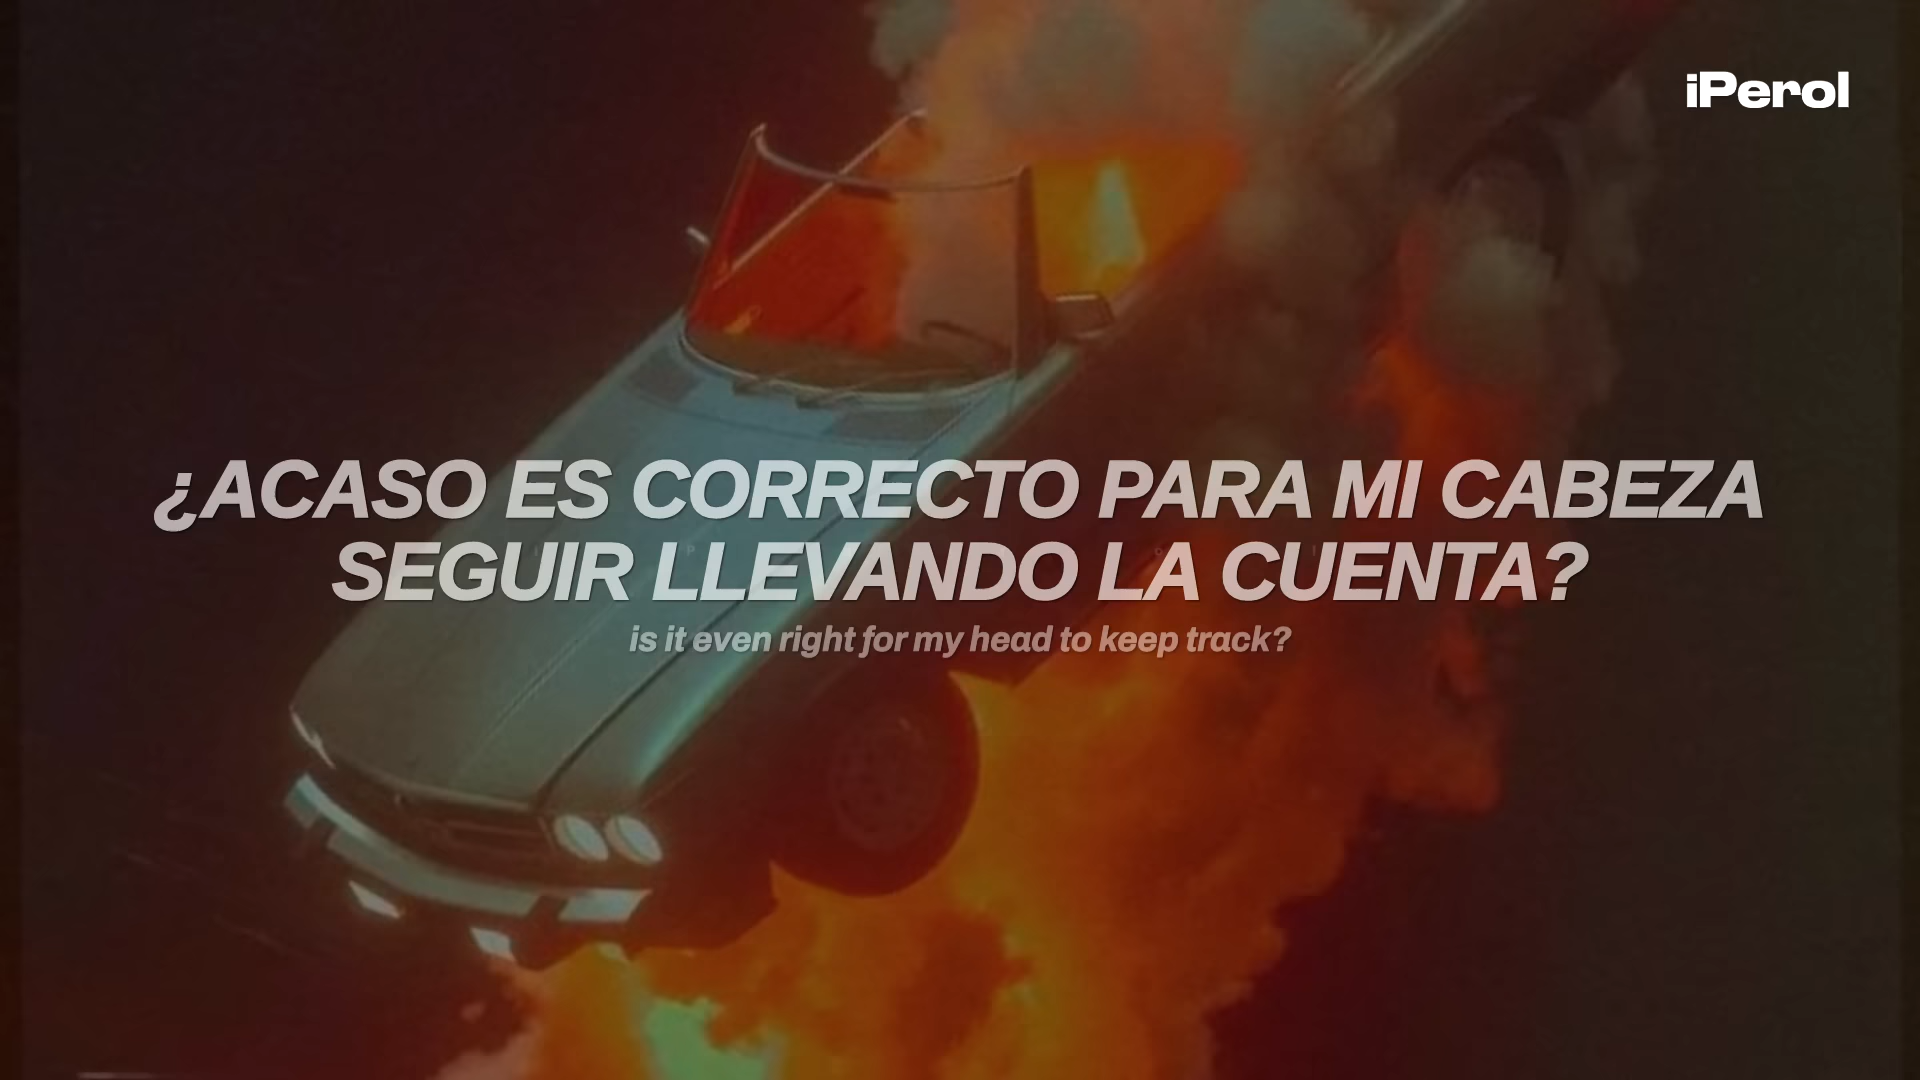 iPerol
¿ACASO ES CORRECTO PARA MI CABEZA
SEGUIR LLEVANDO LA CUENTA?
is it even right for my head to keep track?